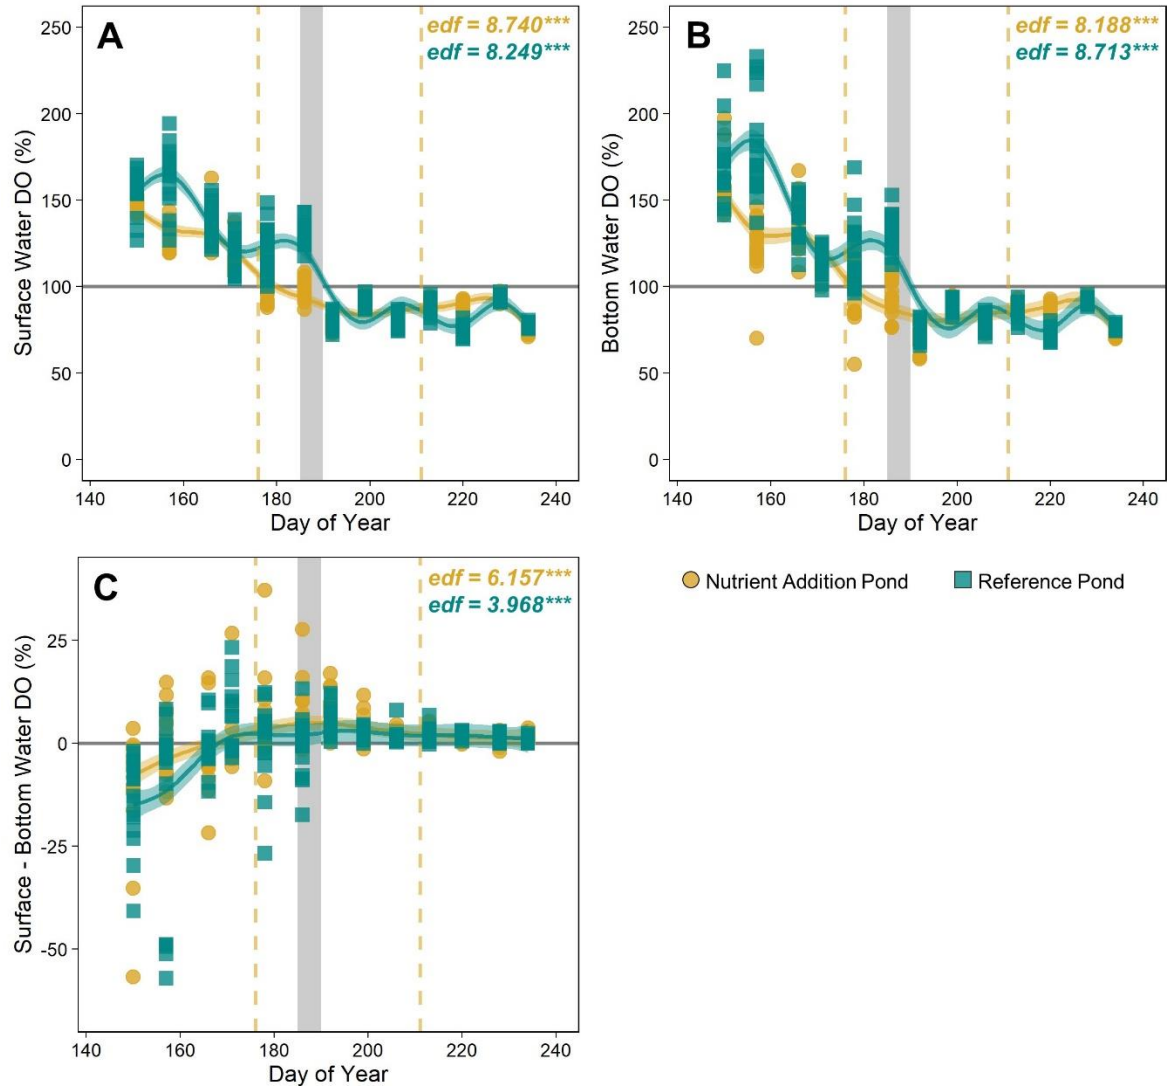 A
edf = 8.740***
edf = 8.249***
250
200
150
100
50
0
Surface Water DO (%)
140 160 180 200 220 240
Day of Year
B
edf = 8.188***
edf = 8.713***
250
200
150
100
50
0
Bottom Water DO (%)
140 160 180 200 220 240
Day of Year
C
edf = 6.157***
edf = 3.968***
25
0
-25
-50
Surface - Bottom Water DO (%)
140 160 180 200 220 240
Day of Year
Nutrient Addition Pond Reference Pond